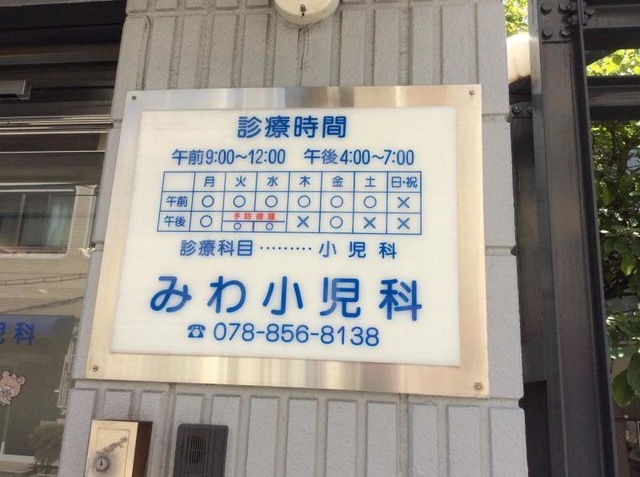 診療時間
午前9:00〜12:00 午後4:00〜7:00
月 火 水 木 金 土 日・祝
午前 ○ ○ ○ ○ ○ ○ ×
午後 ○ 予防接種 ○ ○ × ○ × ×
診療科目………小児科
みわ小児科
☎078-856-8138
児科